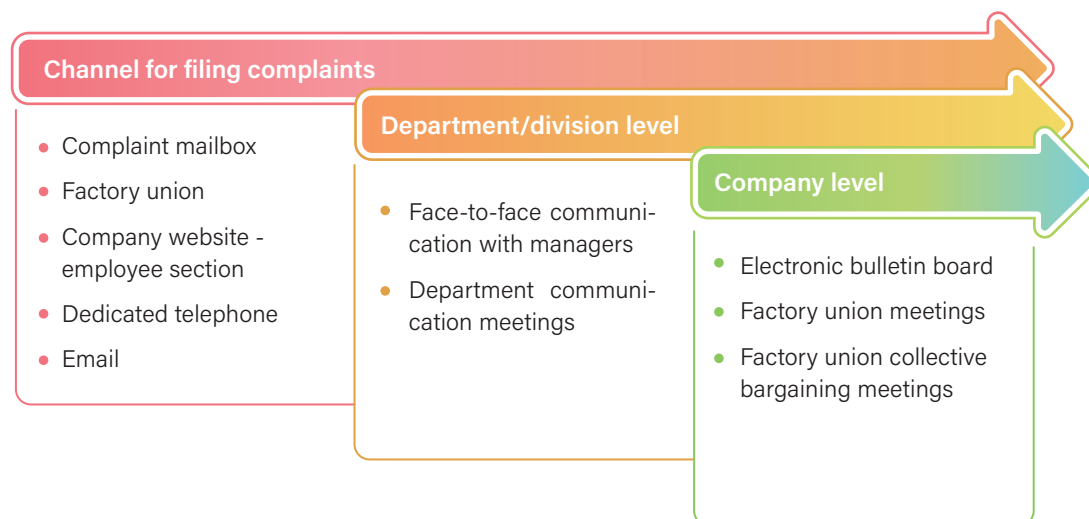 Channel for filing complaints
Complaint mailbox
Factory union
Company website -
employee section
Dedicated telephone
Email
Department/division level
Face-to-face communi-
cation with managers
Department communi-
cation meetings
Company level
Electronic bulletin board
Factory union meetings
Factory union collective
bargaining meetings